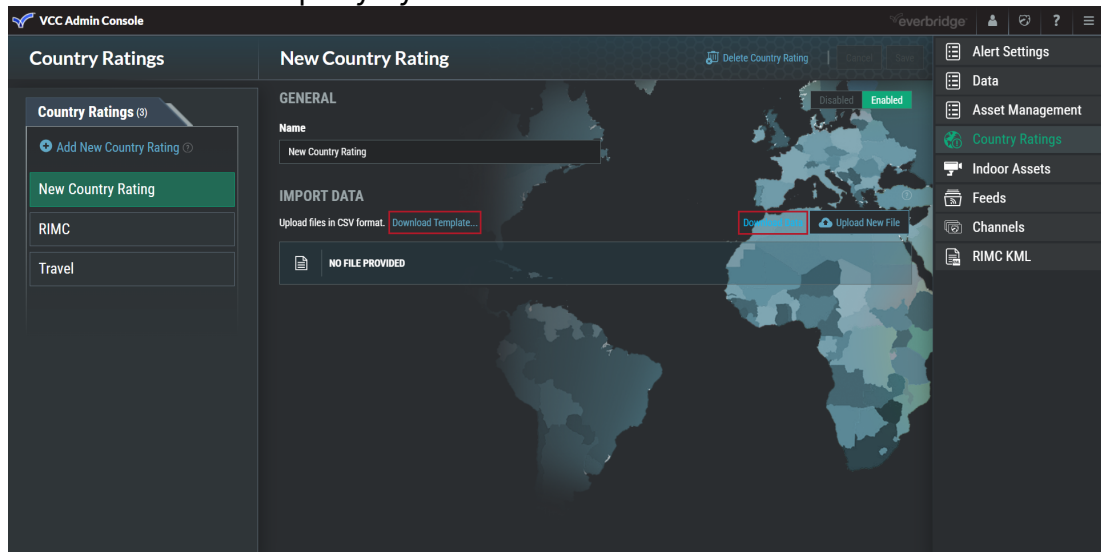 VCC Admin Console
everbridge
?
Country Ratings
New Country Rating
Delete Country Rating
Cancel
Save
Country Ratings (3)
Add New Country Rating
New Country Rating
RIMC
Travel
GENERAL
Disabled
Enabled
Name
New Country Rating
IMPORT DATA
Upload files in CSV format.
Download Template...
Upload New File
NO FILE PROVIDED
Alert Settings
Data
Asset Management
Country Ratings
Indoor Assets
Feeds
Channels
RIMC KML